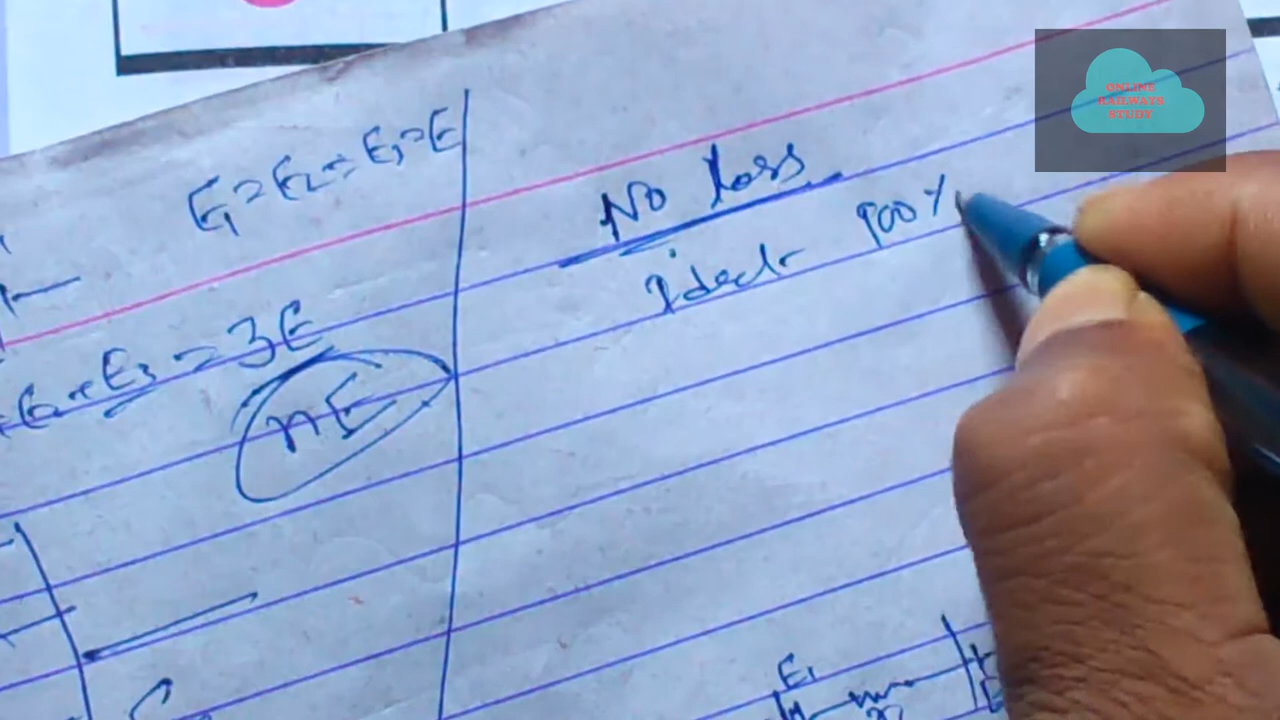 E₁ = E₂ = E₃ = E
+ E₂ + E₃ = 3E
nE
No loss
Ideal 100%
E₁
ONLINE
RAILWAYS
STUDY